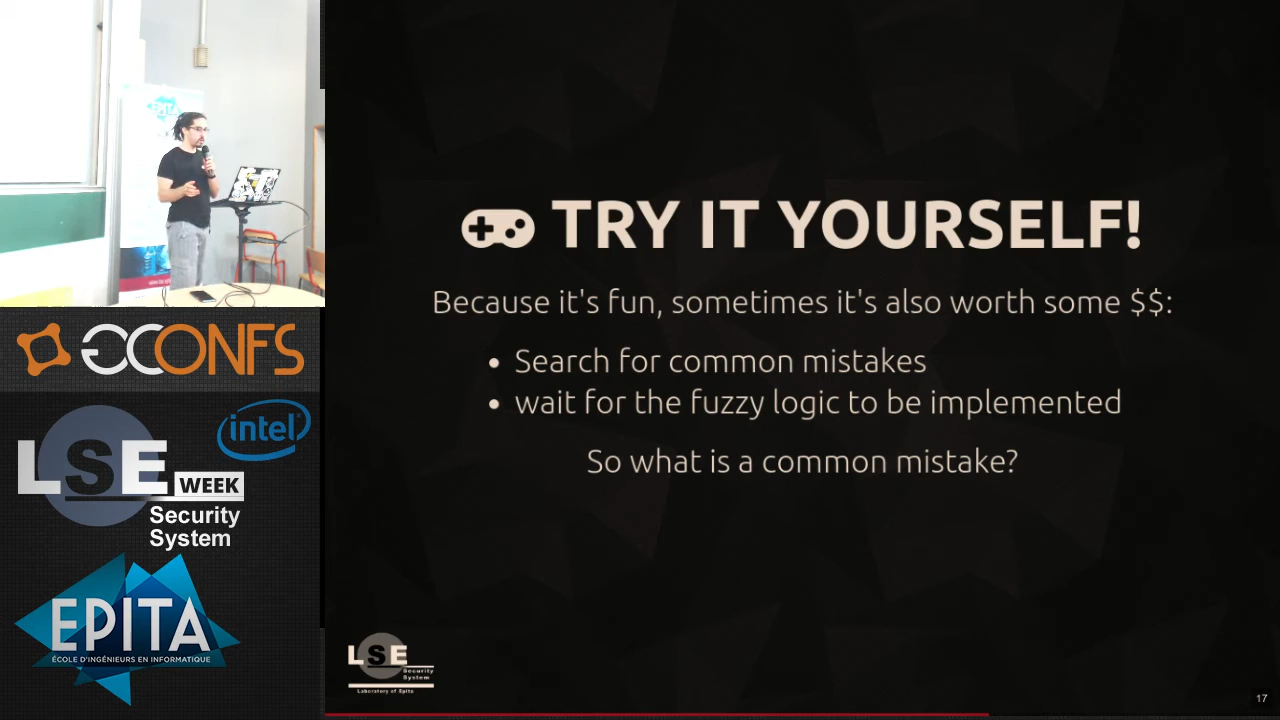 EPITA
GCONFS
intel
LSE
WEEK
Security
System
EPITA
ÉCOLE D'INGÉNIEURS EN INFORMATIQUE
TRY IT YOURSELF!
Because it's fun, sometimes it's also worth some $$:
• Search for common mistakes
• wait for the fuzzy logic to be implemented
So what is a common mistake?
LSE
Security
System
Laboratory of Epita
17